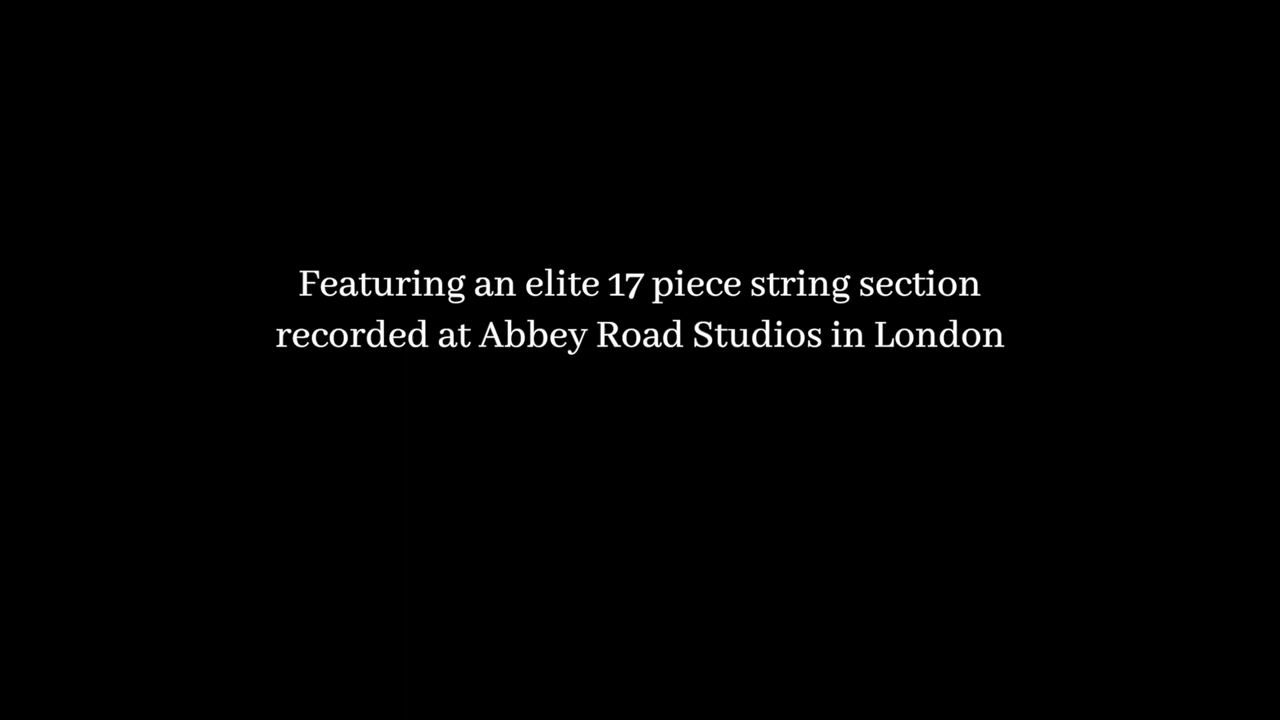 Featuring an elite 17 piece string section
recorded at Abbey Road Studios in London